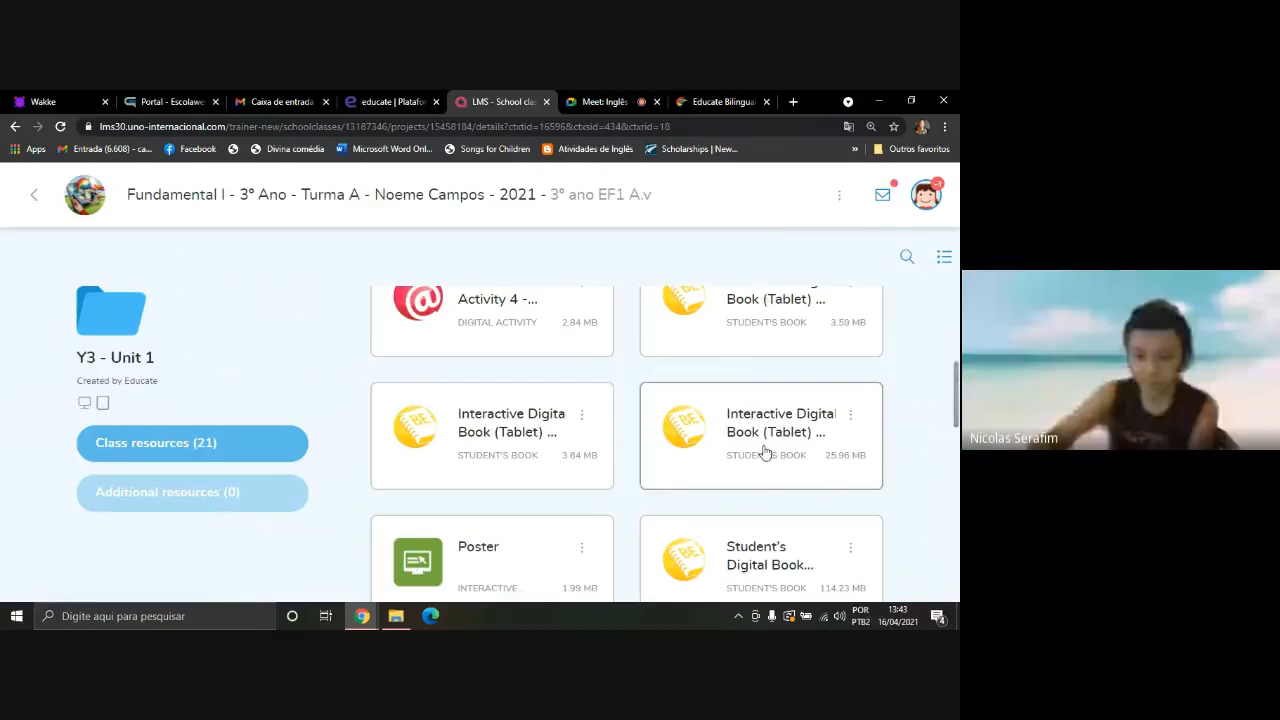 Wakke
Portal - Escolawe
Caixa de entrada
educate | Platafo
LMS - School cla
Meet: Inglês
Educate Bilingua
lms30.uno-internacional.com/trainer-new/schoolclasses/13187346/projects/15458184/details?ctxtid=16596&ctxsid=434&ctxrid=18
Apps
Entrada (6.608) - ca...
Facebook
Divina comédia
Microsoft Word Onl...
Songs for Children
Atividades de Inglês
Scholarships | New...
»
Outros favoritos
Fundamental I - 3º Ano - Turma A - Noeme Campos - 2021 - 3º ano EF1 A.v
Y3 - Unit 1
Created by Educate
Class resources (21)
Additional resources (0)
Activity 4 -...
DIGITAL ACTIVITY 2.84 MB
Book (Tablet) ...
STUDENT'S BOOK 3.59 MB
BE
Interactive Digita
Book (Tablet) ...
STUDENT'S BOOK 3.64 MB
BE
Interactive Digital
Book (Tablet) ...
STUDENT'S BOOK 25.96 MB
Poster
INTERACTIVE... 1.99 MB
BE
Student's
Digital Book...
STUDENT'S BOOK 114.23 MB
Nicolas Serafim
Digite aqui para pesquisar
POR
PTB2
13:43
16/04/2021
4